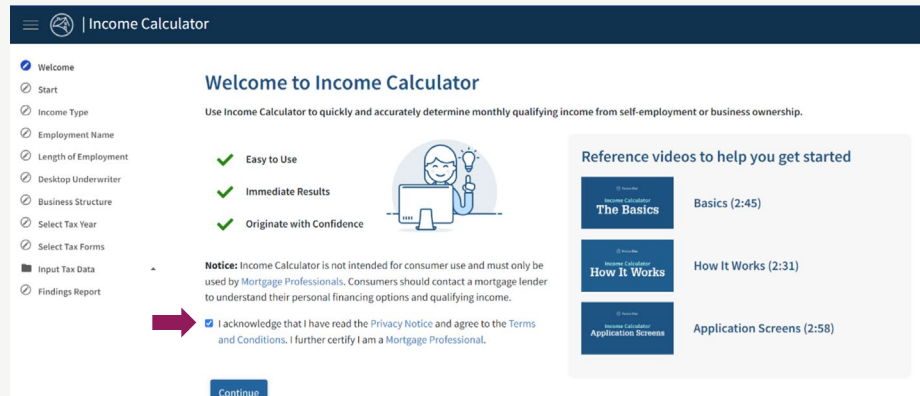 | Income Calculator
Welcome
Start
Income Type
Employment Name
Length of Employment
Desktop Underwriter
Business Structure
Select Tax Year
Select Tax Forms
Input Tax Data
Findings Report
Welcome to Income Calculator
Use Income Calculator to quickly and accurately determine monthly qualifying income from self-employment or business ownership.
Easy to Use
Immediate Results
Originate with Confidence
Notice: Income Calculator is not intended for consumer use and must only be
used by Mortgage Professionals. Consumers should contact a mortgage lender
to understand their personal financing options and qualifying income.
I acknowledge that I have read the Privacy Notice and agree to the Terms
and Conditions. I further certify I am a Mortgage Professional.
Continue
Reference videos to help you get started
Income Calculator
The Basics
Basics (2:45)
Income Calculator
How It Works
How It Works (2:31)
Income Calculator
Application Screens
Application Screens (2:58)